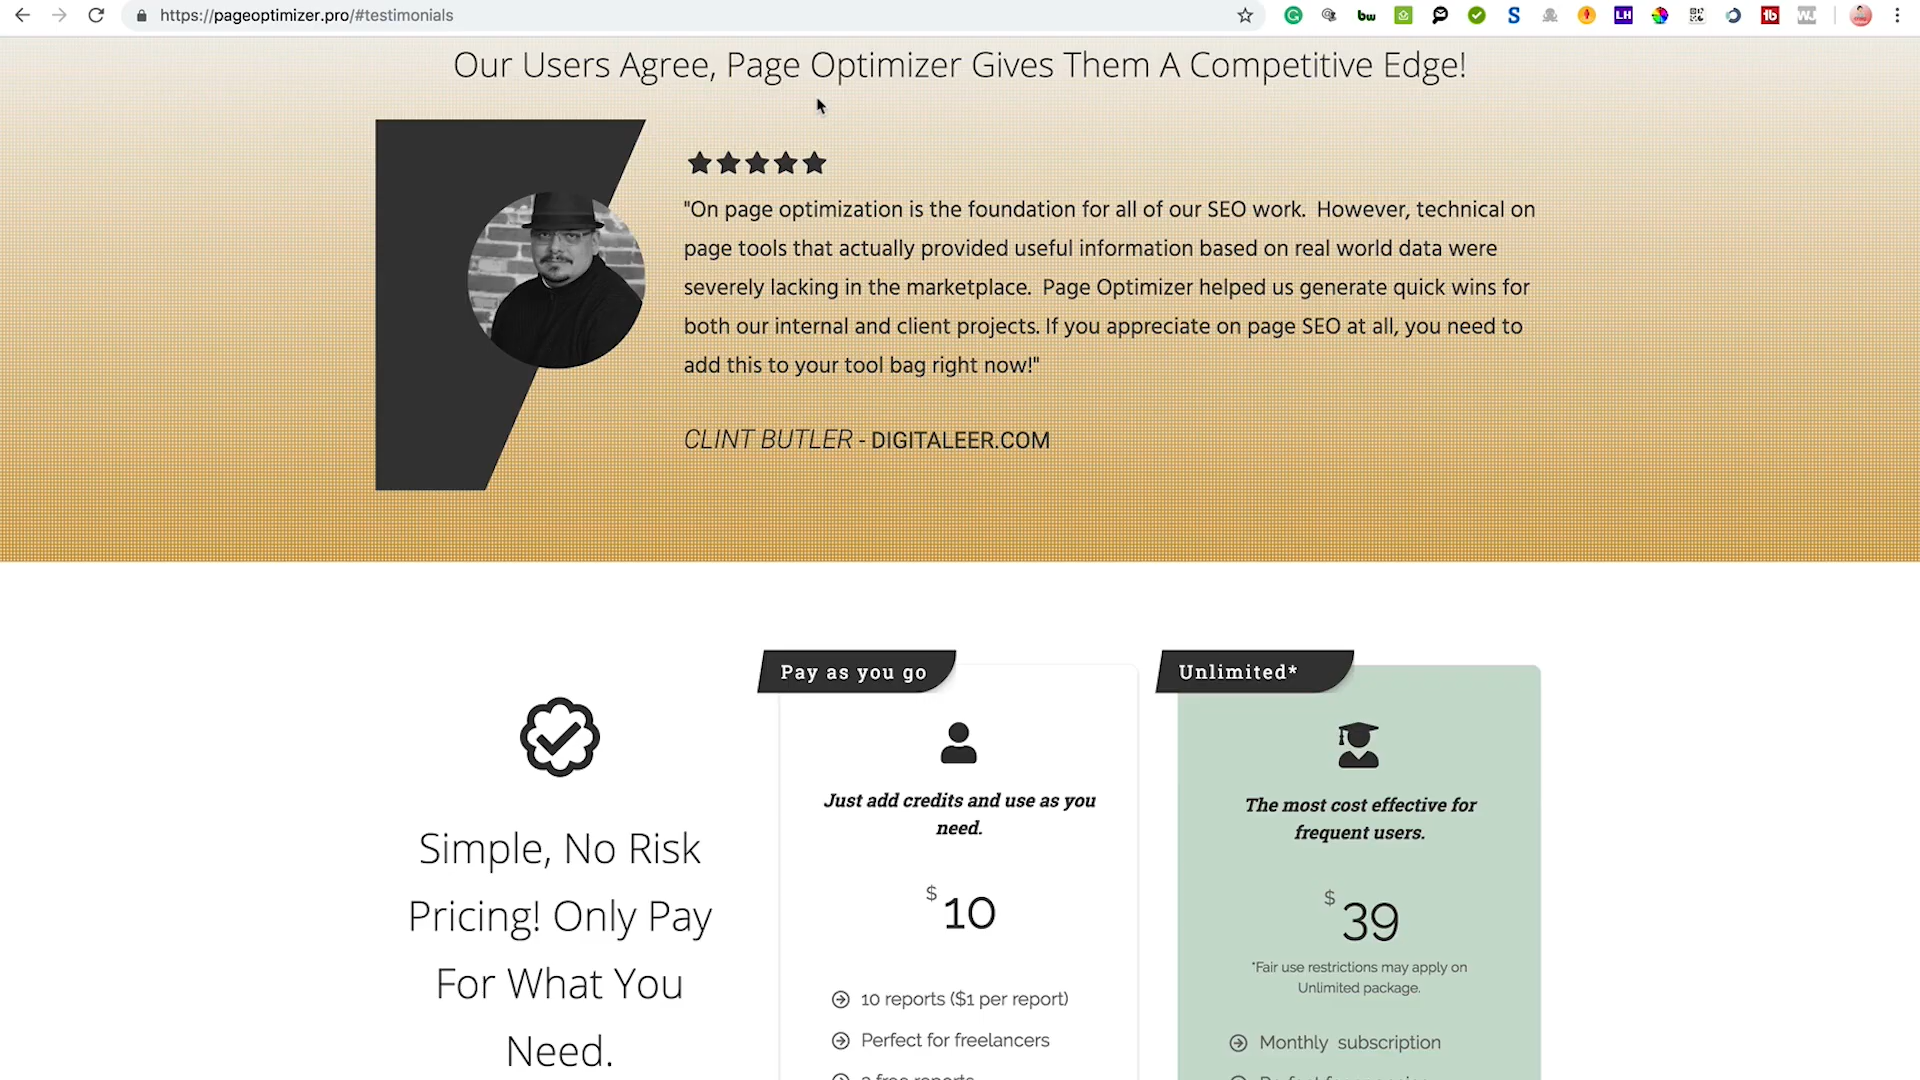 https://pageoptimizer.pro/#testimonials
bw
S
LH
WJ
Our Users Agree, Page Optimizer Gives Them A Competitive Edge!
"On page optimization is the foundation for all of our SEO work.  However, technical on
page tools that actually provided useful information based on real world data were
severely lacking in the marketplace.  Page Optimizer helped us generate quick wins for
both our internal and client projects. If you appreciate on page SEO at all, you need to
add this to your tool bag right now!"
CLINT BUTLER - DIGITALEER.COM
Simple, No Risk
Pricing! Only Pay
For What You
Need.
Pay as you go
Just add credits and use as you
need.
$10
10 reports ($1 per report)
Perfect for freelancers
Unlimited*
The most cost effective for
frequent users.
$39
*Fair use restrictions may apply on
Unlimited package.
Monthly subscription